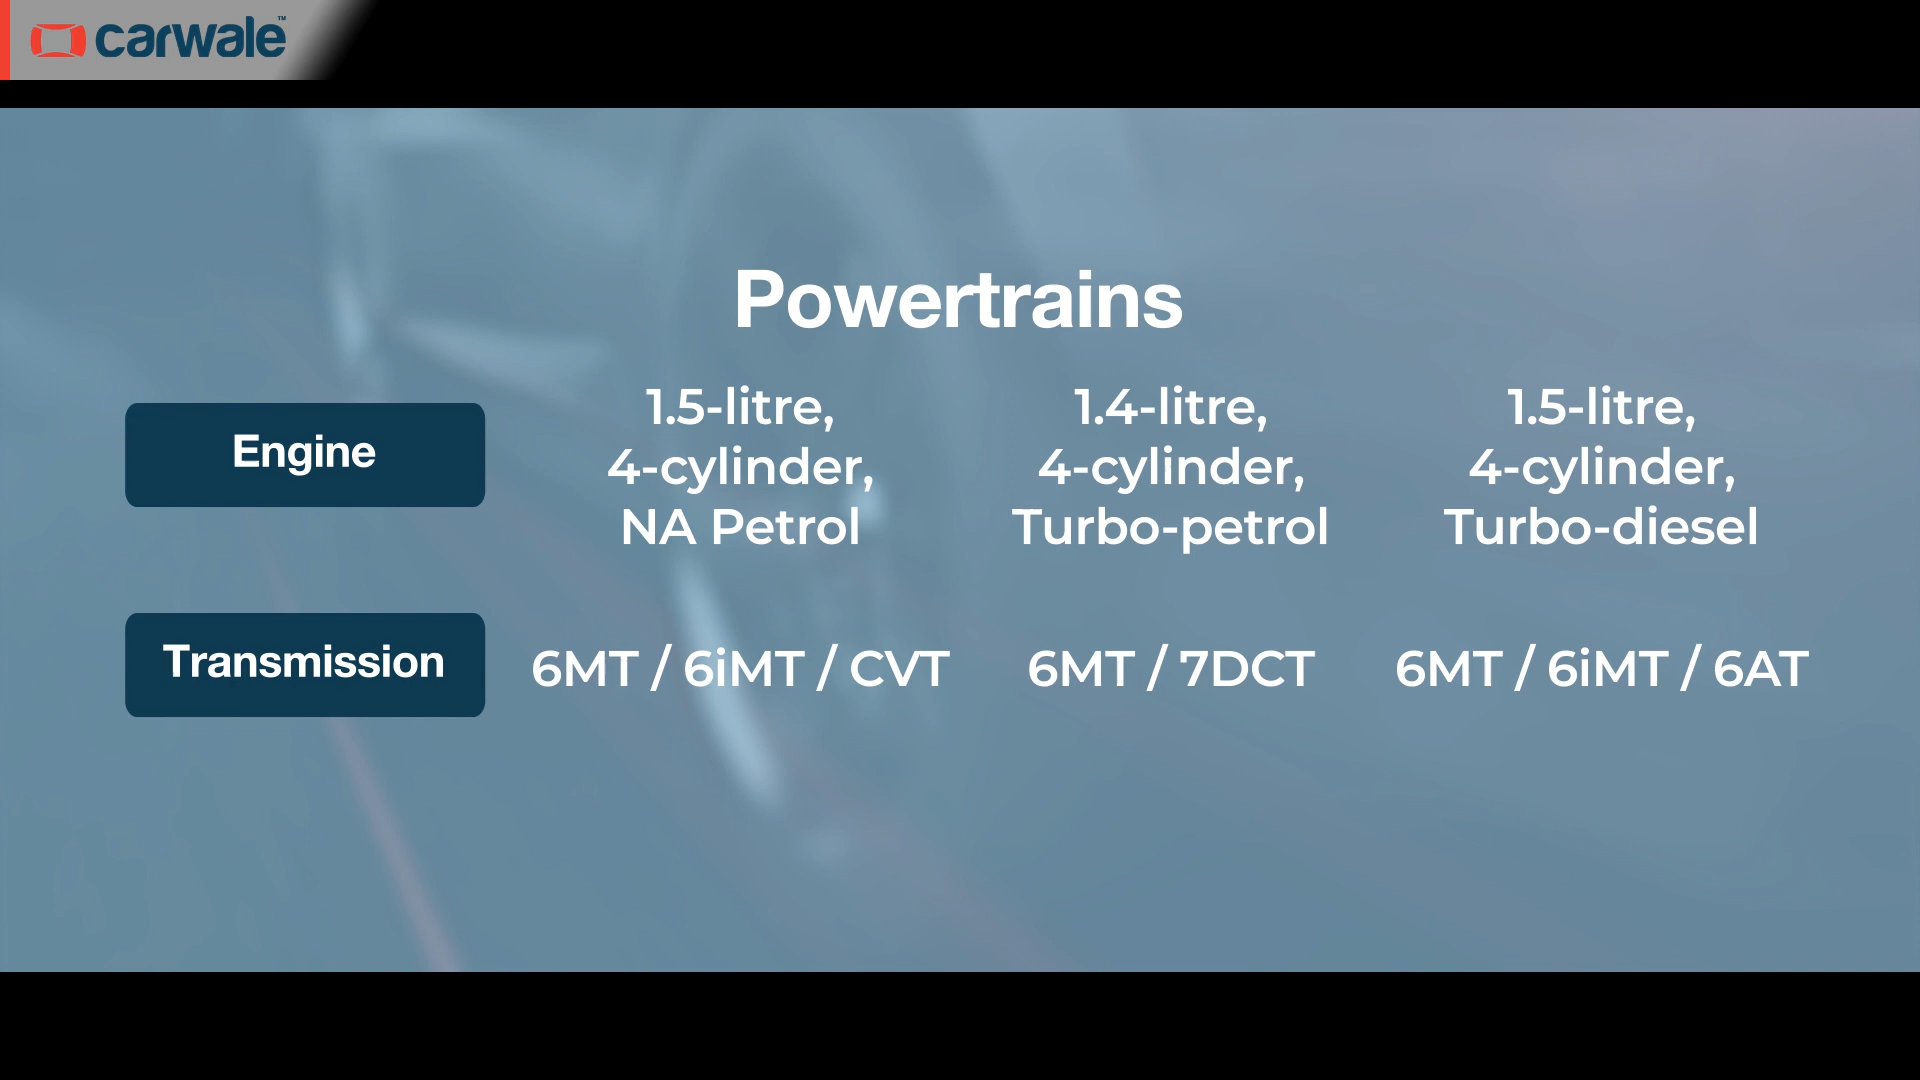 carwale™
Powertrains
Engine
1.5-litre,
4-cylinder,
NA Petrol
1.4-litre,
4-cylinder,
Turbo-petrol
1.5-litre,
4-cylinder,
Turbo-diesel
Transmission
6MT / 6iMT / CVT
6MT / 7DCT
6MT / 6iMT / 6AT